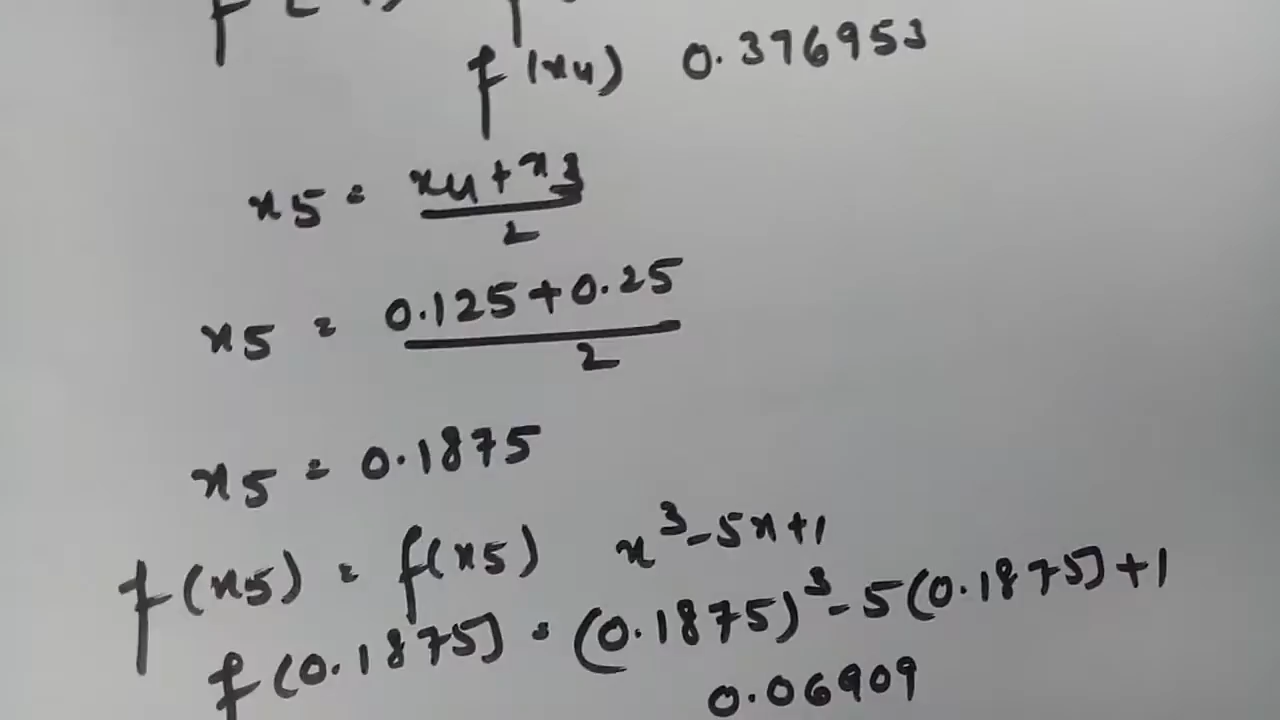 f(x4) 0.376953
x5 = x4+x3
2
x5 = 0.125+0.25
2
x5 = 0.1875
f(x5) = f(x5) x³-5x+1
f(0.1875) = (0.1875)³-5(0.1875)+1
0.06909